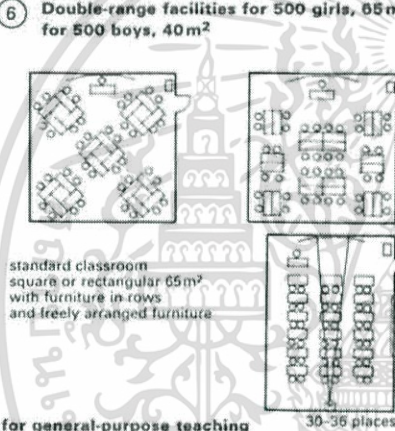 6 Double-range facilities for 500 girls, 65m
for 500 boys, 40m²
standard classroom
square or rectangular 65m²
with furniture in rows
and freely arranged furniture
for general-purpose teaching
30–36 places